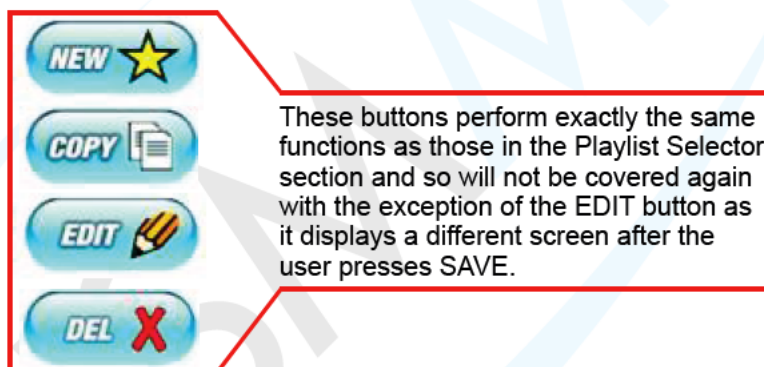 NEW
COPY
EDIT
DEL
These buttons perform exactly the same
functions as those in the Playlist Selector
section and so will not be covered again
with the exception of the EDIT button as
it displays a different screen after the
user presses SAVE.